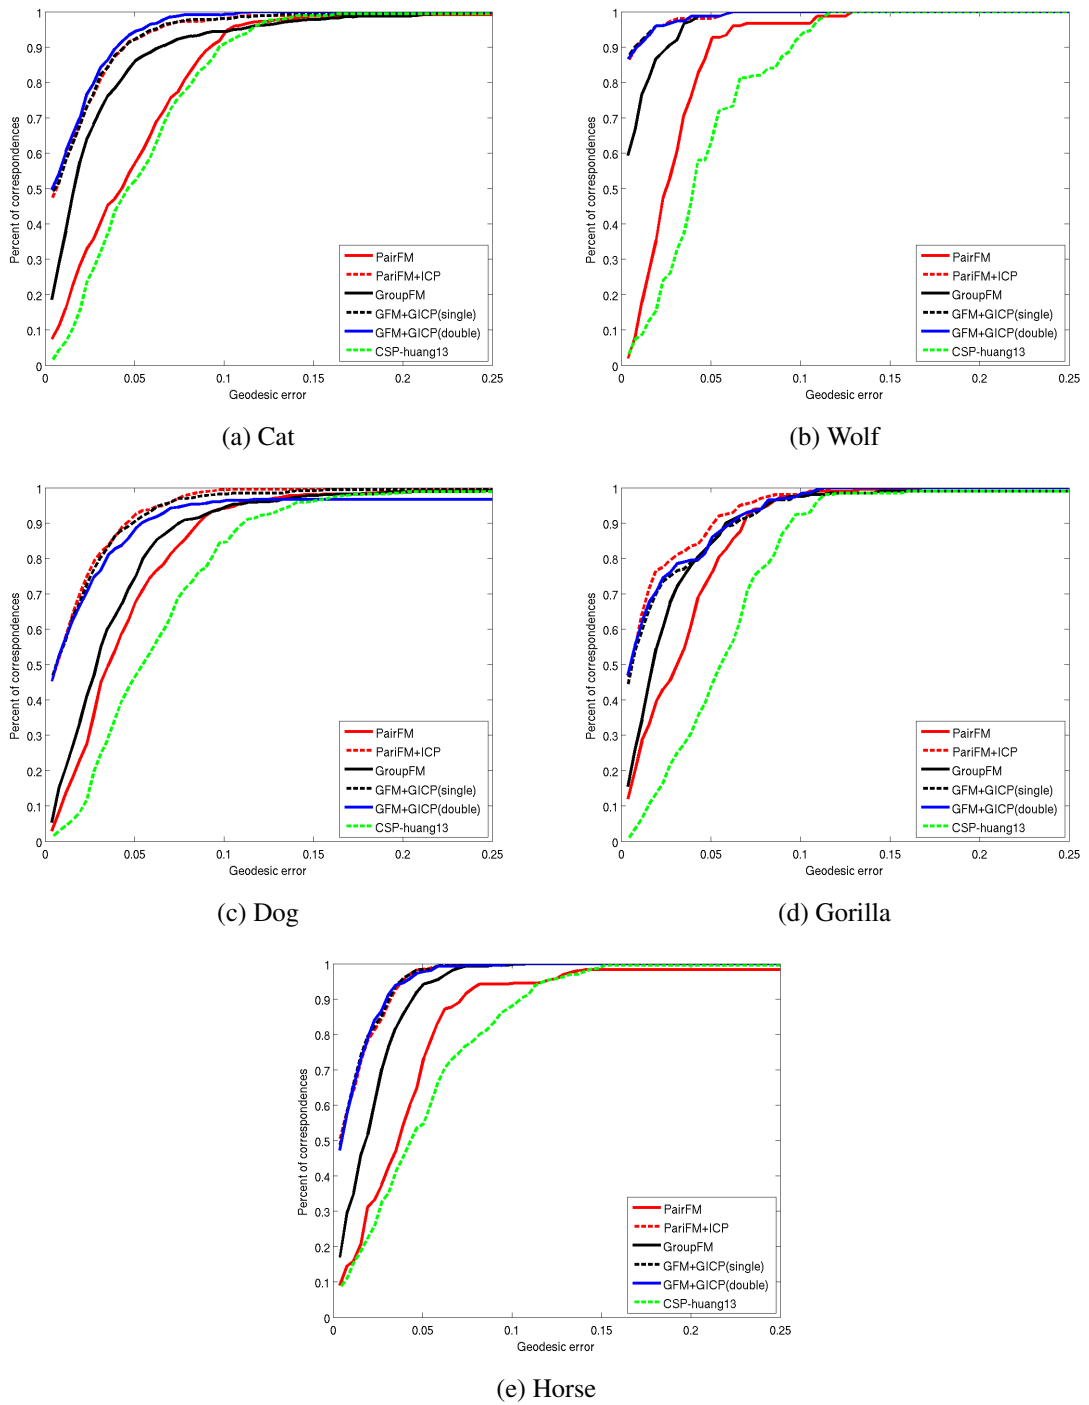 1
0.9
0.8
0.7
0.6
0.5
0.4
0.3
0.2
0.1
0
Percent of correspondences
PairFM
PariFM+ICP
GroupFM
GFM+GICP(single)
GFM+GICP(double)
CSP-huang13
0 0.05 0.1 0.15 0.2 0.25
Geodesic error
(a) Cat
1
0.9
0.8
0.7
0.6
0.5
0.4
0.3
0.2
0.1
0
Percent of correspondences
PairFM
PariFM+ICP
GroupFM
GFM+GICP(single)
GFM+GICP(double)
CSP-huang13
0 0.05 0.1 0.15 0.2 0.25
Geodesic error
(b) Wolf
1
0.9
0.8
0.7
0.6
0.5
0.4
0.3
0.2
0.1
0
Percent of correspondences
PairFM
PariFM+ICP
GroupFM
GFM+GICP(single)
GFM+GICP(double)
CSP-huang13
0 0.05 0.1 0.15 0.2 0.25
Geodesic error
(c) Dog
1
0.9
0.8
0.7
0.6
0.5
0.4
0.3
0.2
0.1
0
Percent of correspondences
PairFM
PariFM+ICP
GroupFM
GFM+GICP(single)
GFM+GICP(double)
CSP-huang13
0 0.05 0.1 0.15 0.2 0.25
Geodesic error
(d) Gorilla
1
0.9
0.8
0.7
0.6
0.5
0.4
0.3
0.2
0.1
0
Percent of correspondences
PairFM
PariFM+ICP
GroupFM
GFM+GICP(single)
GFM+GICP(double)
CSP-huang13
0 0.05 0.1 0.15 0.2 0.25
Geodesic error
(e) Horse